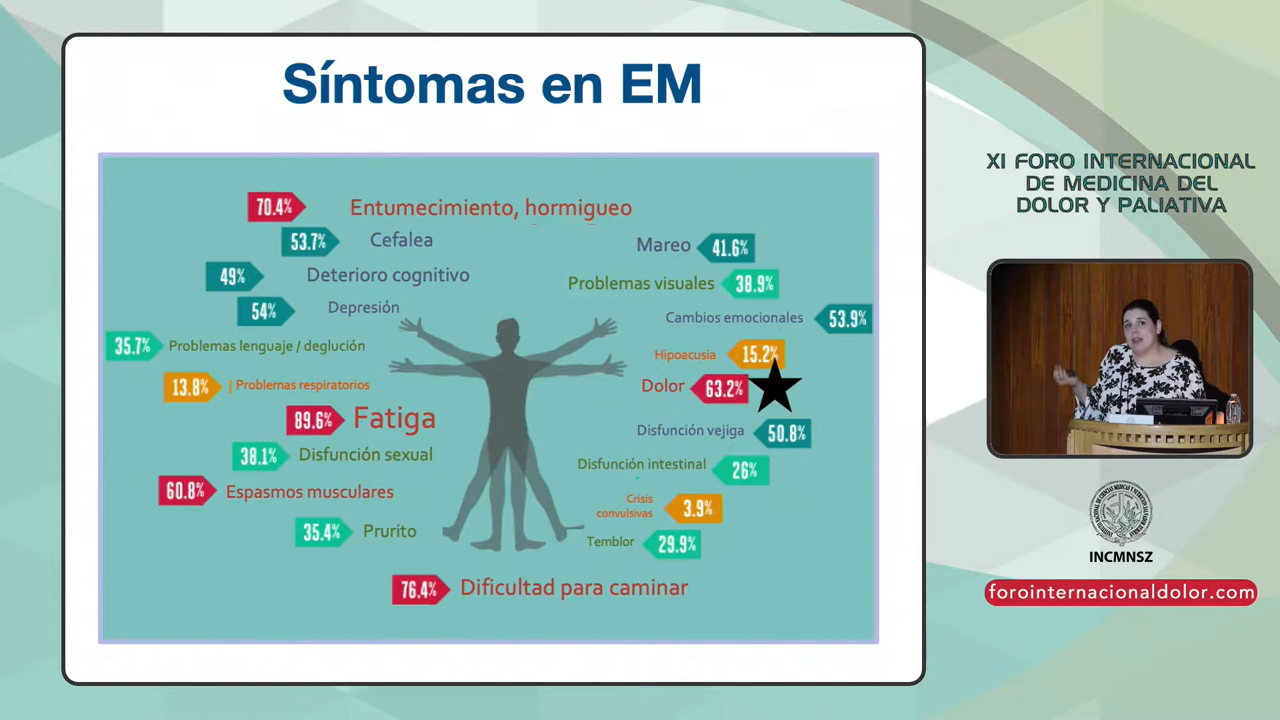 Síntomas en EM
70.4% Entumecimiento, hormigueo
53.7% Cefalea
49% Deterioro cognitivo
54% Depresión
35.7% Problemas lenguaje / deglución
13.8% Problemas respiratorios
89.6% Fatiga
38.1% Disfunción sexual
60.8% Espasmos musculares
35.4% Prurito
76.4% Dificultad para caminar
Mareo 41.6%
Problemas visuales 38.9%
Cambios emocionales 53.9%
Hipoacusia 15.2%
Dolor 63.2%
Disfunción vejiga 50.8%
Disfunción intestinal 26%
Crisis
convulsivas 3.9%
Temblor 29.9%
XI FORO INTERNACIONAL
DE MEDICINA DEL
DOLOR Y PALIATIVA
INCMNSZ
forointernacionaldolor.com